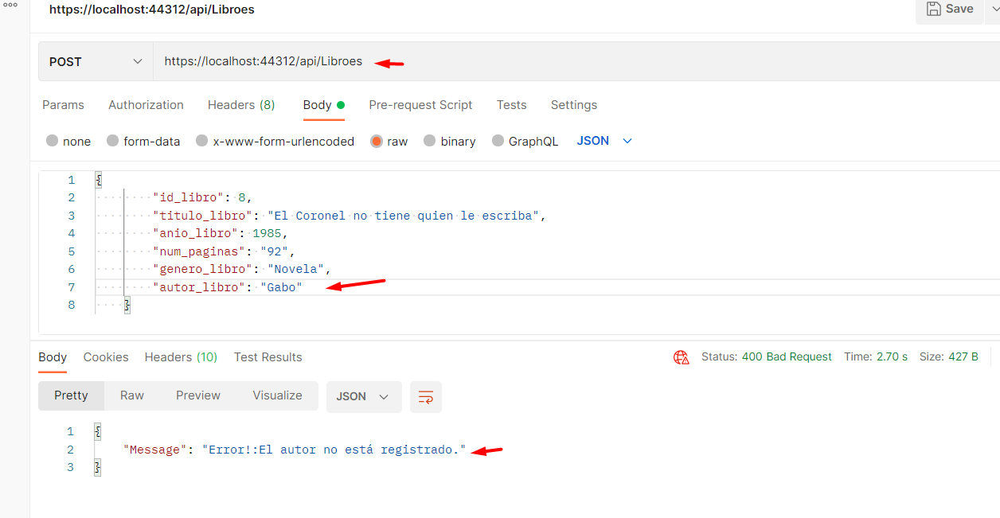 https://localhost:44312/api/Libroes
Save
POST https://localhost:44312/api/Libroes
Params Authorization Headers (8) Body Pre-request Script Tests Settings
none form-data x-www-form-urlencoded raw binary GraphQL JSON
1 {
2 "id_libro": 8,
3 "titulo_libro": "El Coronel no tiene quien le escriba",
4 "anio_libro": 1985,
5 "num_paginas": "92",
6 "genero_libro": "Novela",
7 "autor_libro": "Gabo"
8 }
Body Cookies Headers (10) Test Results Status: 400 Bad Request Time: 2.70 s Size: 427 B
Pretty Raw Preview Visualize JSON
1 {
2 "Message": "Error!:El autor no está registrado."
3 }